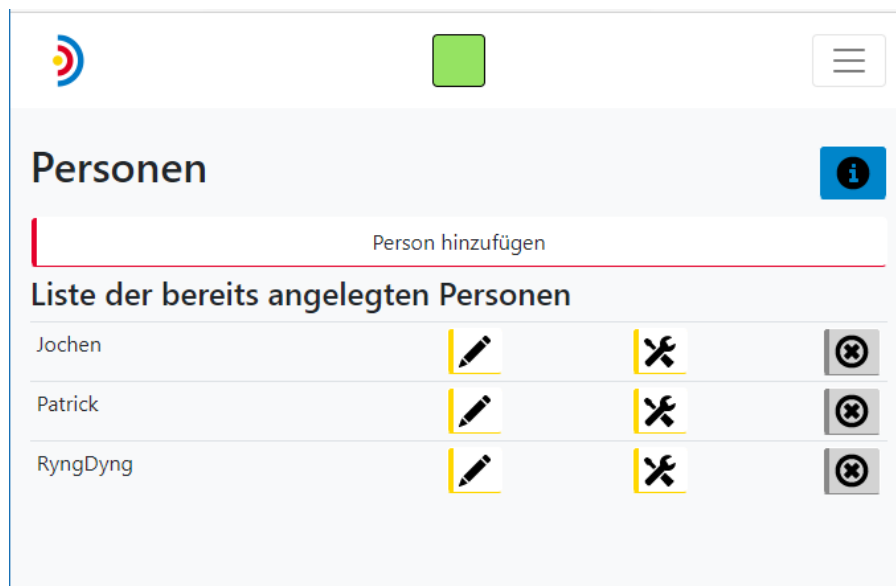 Personen
Person hinzufügen
Liste der bereits angelegten Personen
Jochen
Patrick
RyngDyng